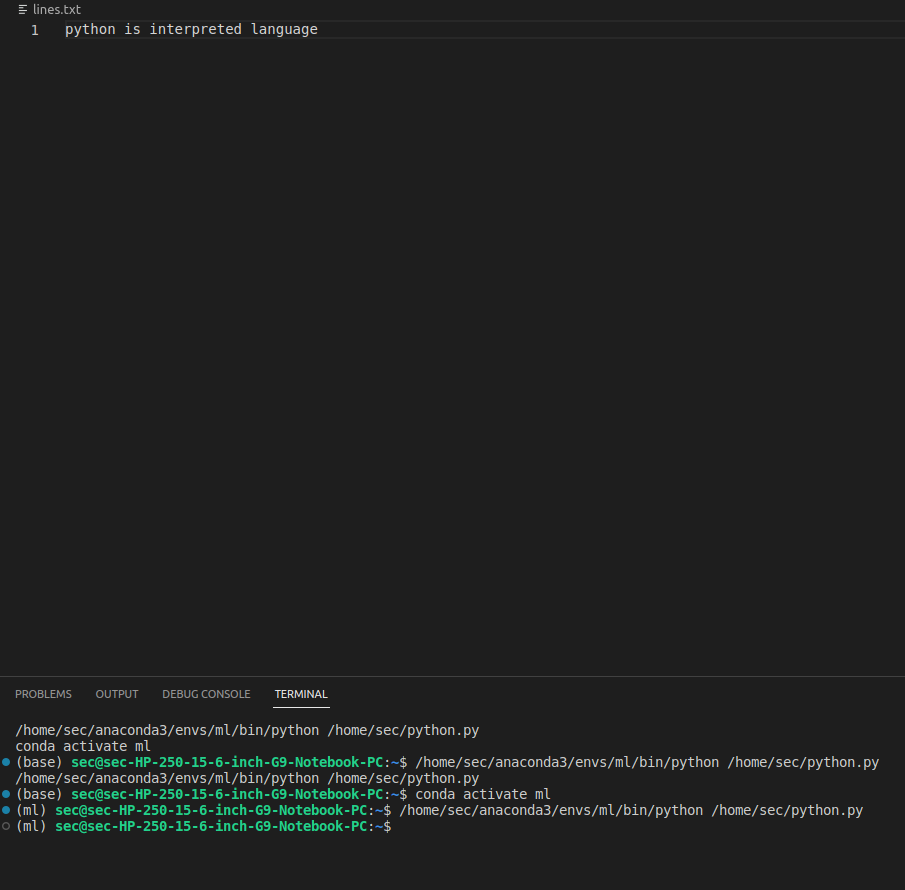 lines.txt
1 python is interpreted language
PROBLEMS OUTPUT DEBUG CONSOLE TERMINAL
/home/sec/anaconda3/envs/ml/bin/python /home/sec/python.py
conda activate ml
(base) sec@sec-HP-250-15-6-inch-G9-Notebook-PC:~$ /home/sec/anaconda3/envs/ml/bin/python /home/sec/python.py
/home/sec/anaconda3/envs/ml/bin/python /home/sec/python.py
(base) sec@sec-HP-250-15-6-inch-G9-Notebook-PC:~$ conda activate ml
(ml) sec@sec-HP-250-15-6-inch-G9-Notebook-PC:~$ /home/sec/anaconda3/envs/ml/bin/python /home/sec/python.py
(ml) sec@sec-HP-250-15-6-inch-G9-Notebook-PC:~$